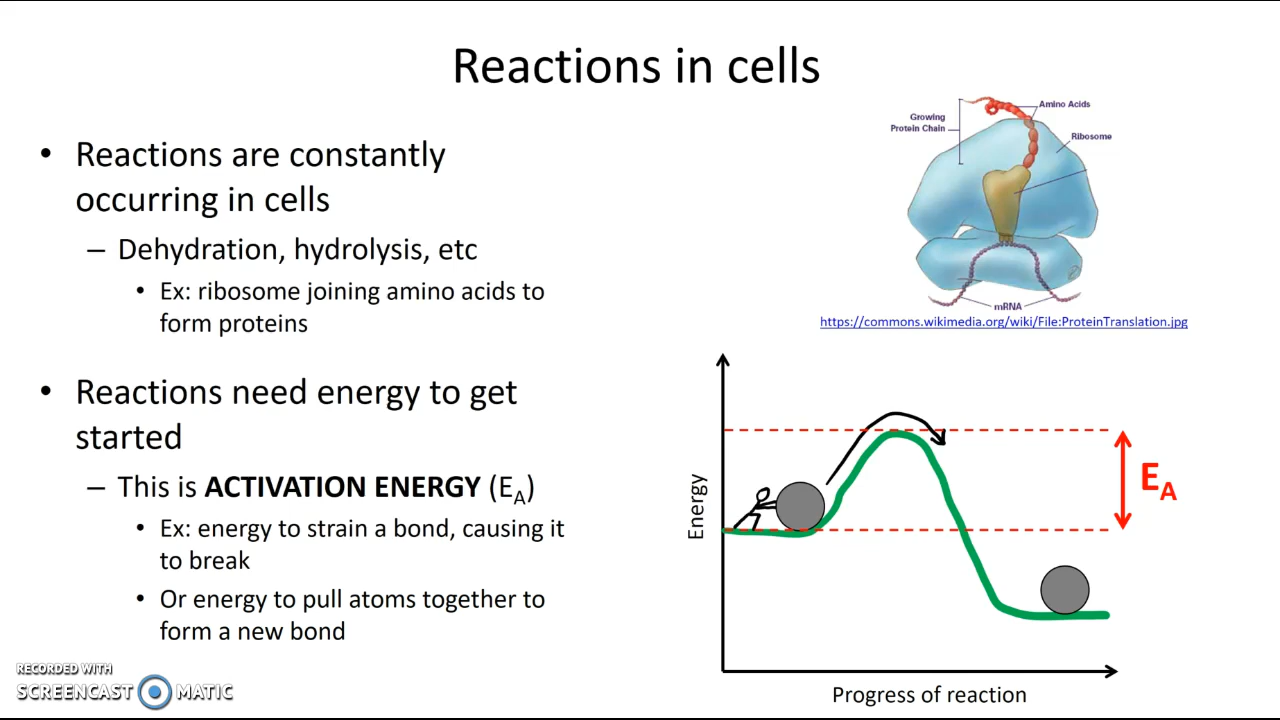 Reactions in cells
• Reactions are constantly
occurring in cells
– Dehydration, hydrolysis, etc
• Ex: ribosome joining amino acids to
form proteins
• Reactions need energy to get
started
– This is ACTIVATION ENERGY (EA)
• Ex: energy to strain a bond, causing it
to break
• Or energy to pull atoms together to
form a new bond
Growing
Protein Chain
Amino Acids
Ribosome
mRNA
https://commons.wikimedia.org/wiki/File:ProteinTranslation.jpg
Energy
EA
Progress of reaction
RECORDED WITH
SCREENCAST MATIC